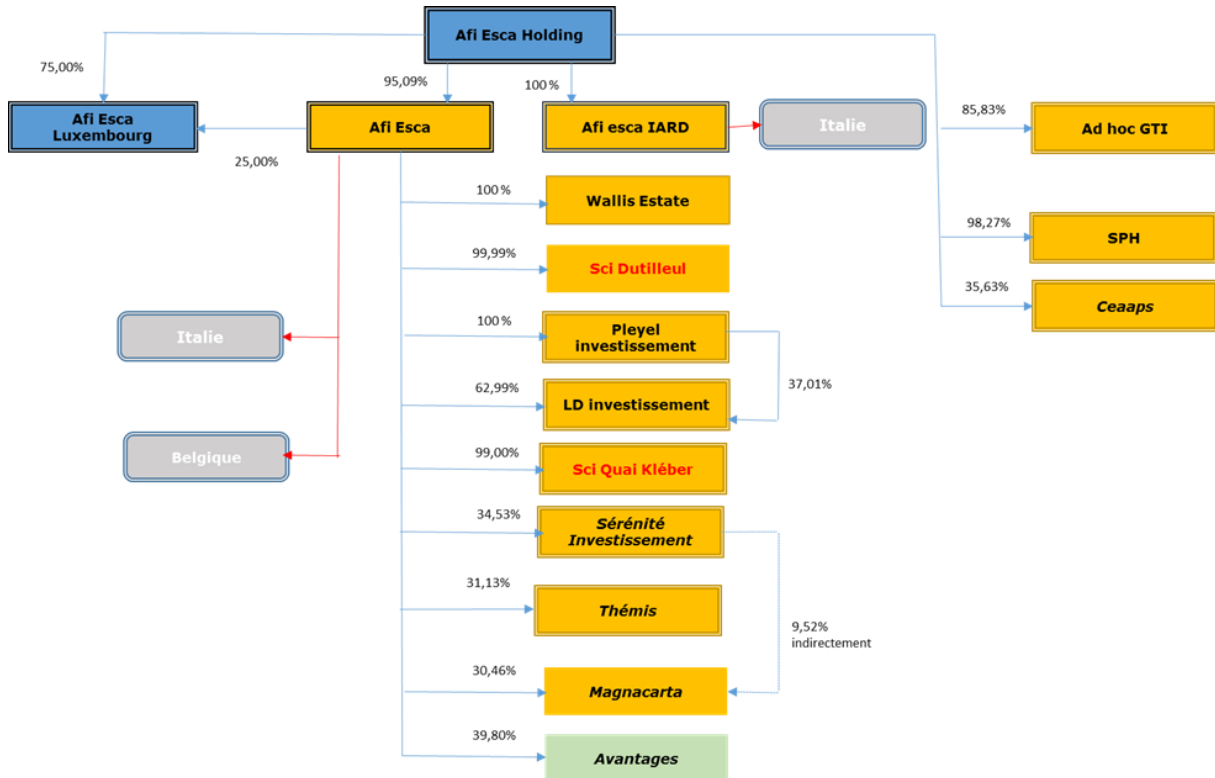 Afi Esca Holding
75,00%
95,09%
100 %
Afi Esca
Luxembourg
Afi Esca
Afi esca IARD
Italie
85,83%
Ad hoc GTI
25,00%
100 %
Wallis Estate
98,27%
SPH
99,99%
Sci Dutilleul
35,63%
Ceaaps
Italie
100 %
Pleyel
investissement
37,01%
62,99%
LD investissement
Belgique
99,00%
Sci Quai Kléber
34,53%
Sérénité
Investissement
31,13%
Thémis
9,52%
indirectement
30,46%
Magnacarta
39,80%
Avantages